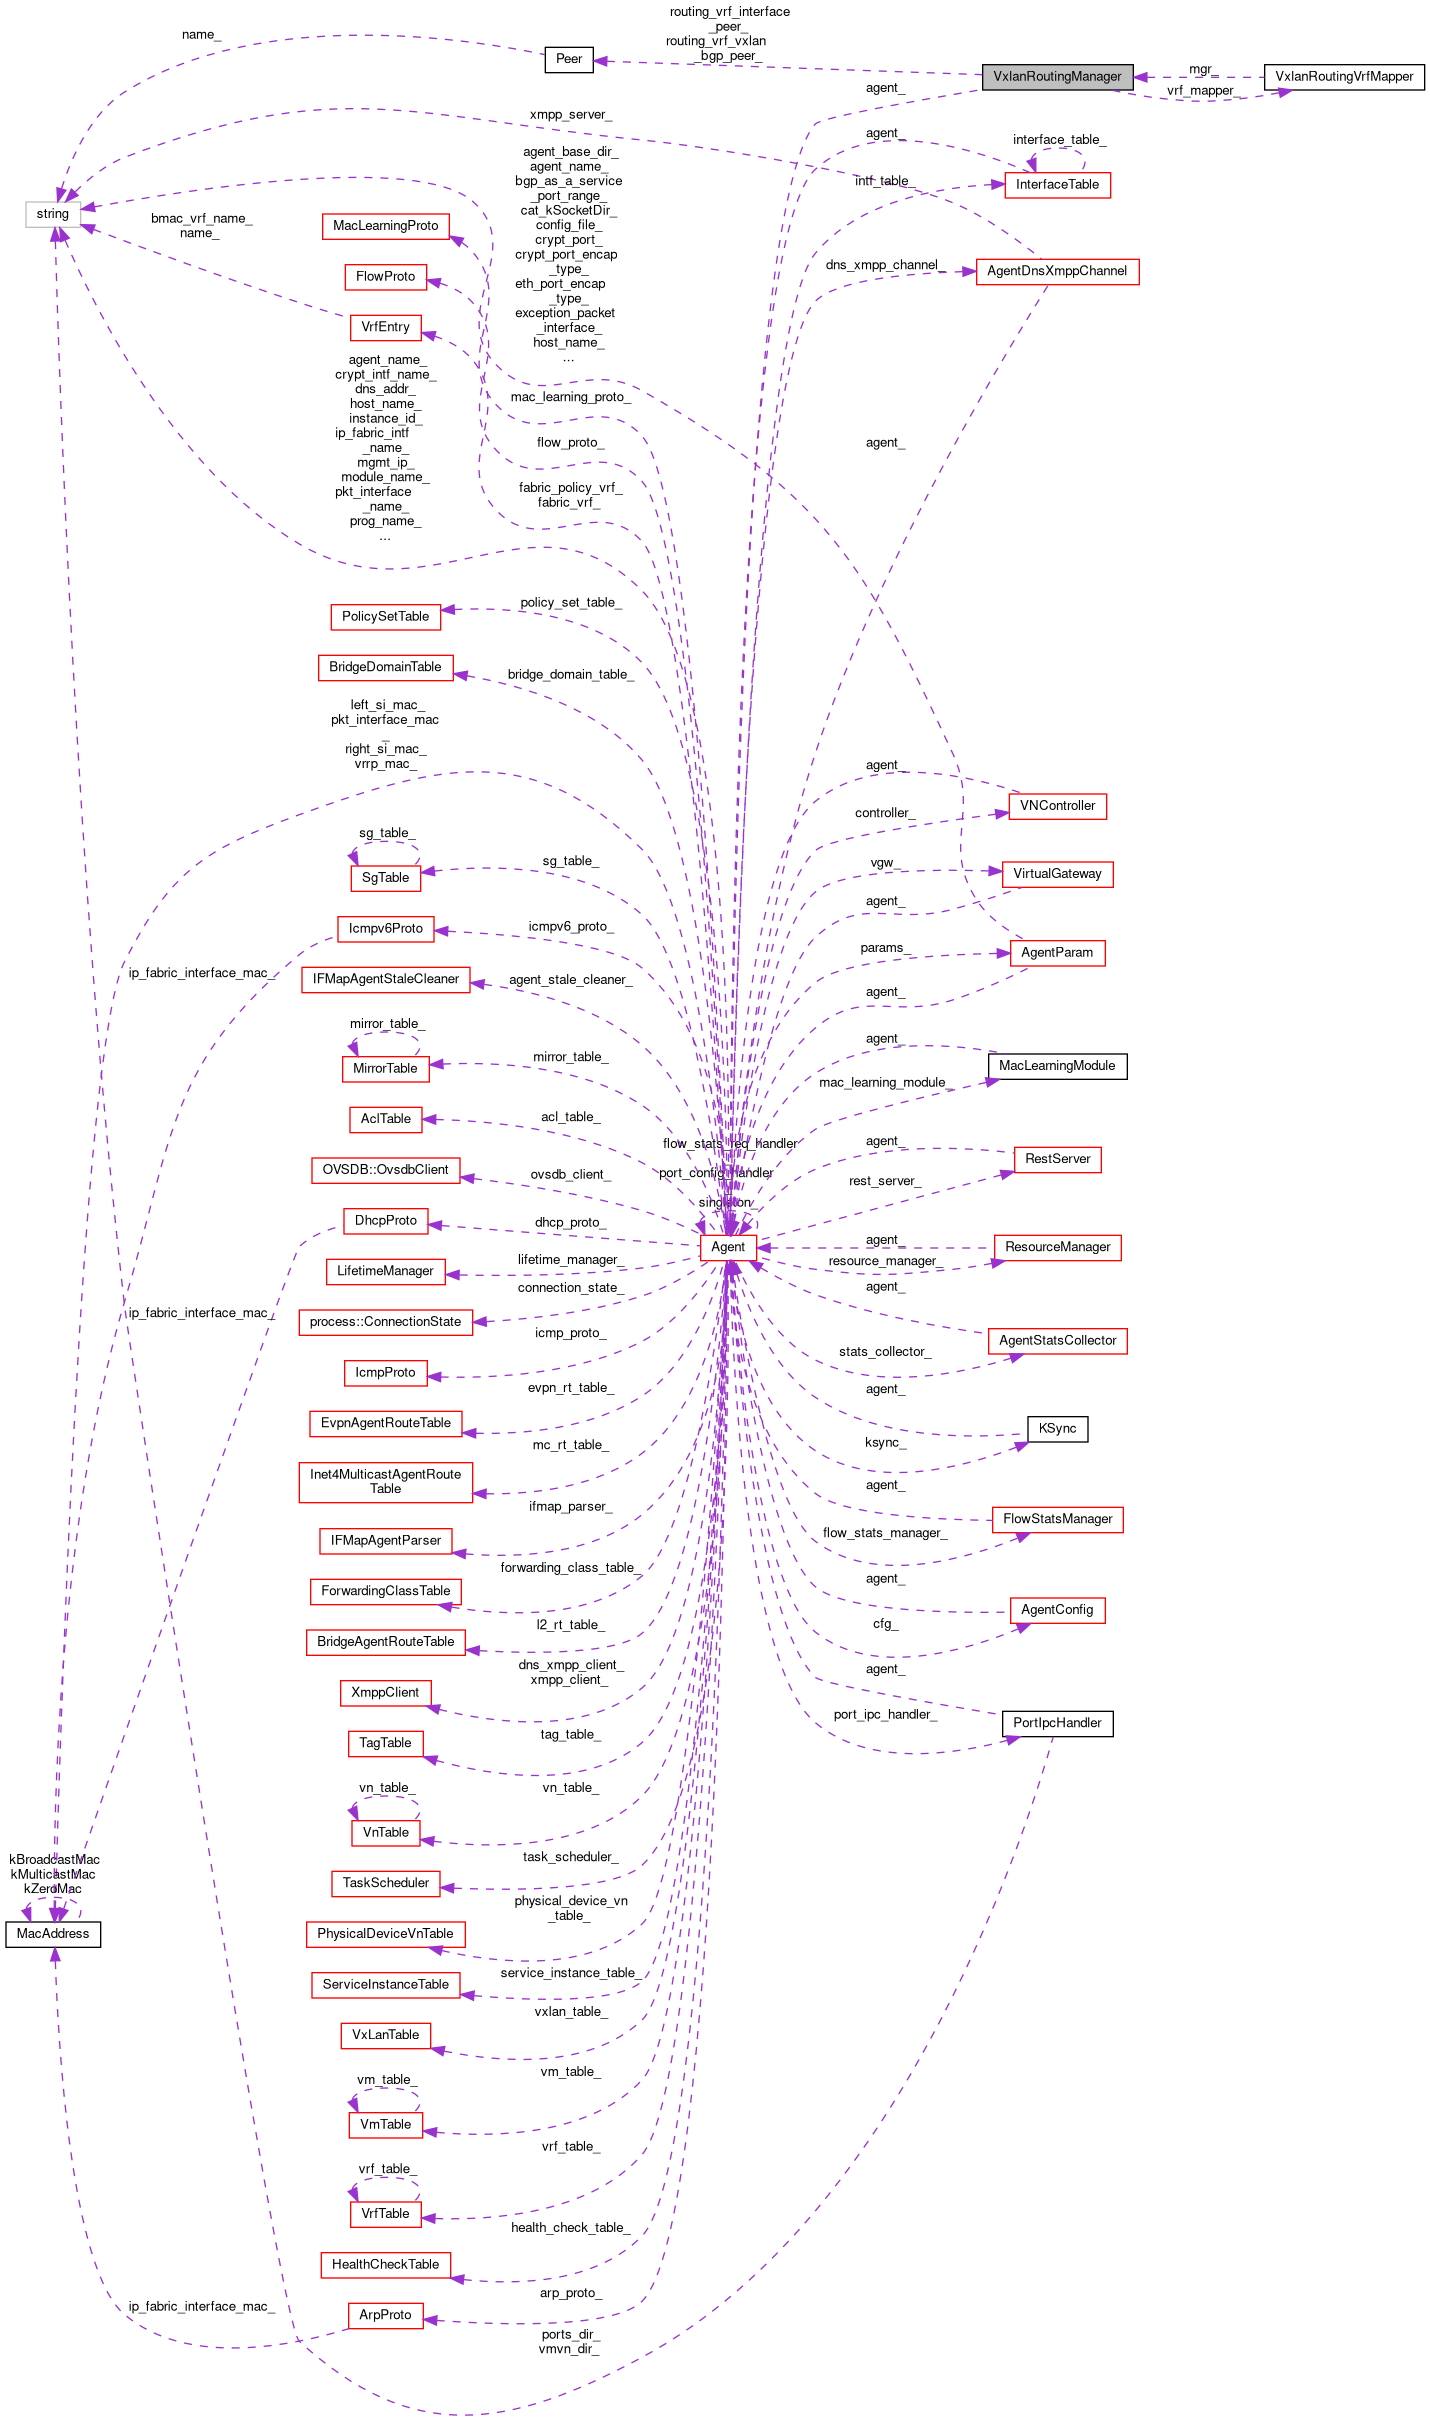 routing_vrf_interface
_peer_
routing_vrf_vxlan
_bgp_peer_
name_
Peer
VxlanRoutingManager
mgr_
vrf_mapper_
VxlanRoutingVrfMapper
agent_
xmpp_server_
agent_
interface_table_
InterfaceTable
intf_table_
string
bmac_vrf_name_
name_
MacLearningProto
FlowProto
VrfEntry
agent_base_dir_
agent_name_
bgp_as_a_service
_port_range_
cat_kSocketDir_
config_file_
crypt_port_
crypt_port_encap
_type_
eth_port_encap
_type_
exception_packet
_interface_
host_name_
...
dns_xmpp_channel_
AgentDnsXmppChannel
agent_name_
crypt_intf_name_
dns_addr_
host_name_
instance_id_
ip_fabric_intf
_name_
mgmt_ip_
module_name_
pkt_interface
_name_
prog_name_
...
mac_learning_proto_
flow_proto_
agent_
fabric_policy_vrf_
fabric_vrf_
policy_set_table_
PolicySetTable
BridgeDomainTable
bridge_domain_table_
left_si_mac_
pkt_interface_mac
_
right_si_mac_
vrrp_mac_
agent_
VNController
controller_
sg_table_
SgTable
sg_table_
vgw_
VirtualGateway
agent_
Icmpv6Proto
icmpv6_proto_
params_
AgentParam
ip_fabric_interface_mac_
IFMapAgentStaleCleaner
agent_stale_cleaner_
agent_
mirror_table_
MirrorTable
mirror_table_
agent_
MacLearningModule
mac_learning_module_
AclTable
acl_table_
flow_stats_req_handler
_
port_config_handler
_
singleton_
agent_
RestServer
rest_server_
OVSDB::OvsdbClient
ovsdb_client_
DhcpProto
dhcp_proto_
Agent
agent_
ResourceManager
resource_manager_
LifetimeManager
lifetime_manager_
connection_state_
agent_
ip_fabric_interface_mac_
process::ConnectionState
icmp_proto_
AgentStatsCollector
stats_collector_
IcmpProto
evpn_rt_table_
agent_
EvpnAgentRouteTable
KSync
ksync_
mc_rt_table_
Inet4MulticastAgentRoute
Table
agent_
ifmap_parser_
FlowStatsManager
flow_stats_manager_
IFMapAgentParser
forwarding_class_table_
agent_
ForwardingClassTable
AgentConfig
cfg_
l2_rt_table_
BridgeAgentRouteTable
dns_xmpp_client_
xmpp_client_
agent_
XmppClient
port_ipc_handler_
PortIpcHandler
tag_table_
TagTable
vn_table_
vn_table_
VnTable
task_scheduler_
TaskScheduler
kBroadcastMac
kMulticastMac
kZeroMac
MacAddress
physical_device_vn
_table_
PhysicalDeviceVnTable
service_instance_table_
ServiceInstanceTable
vxlan_table_
VxLanTable
vm_table_
vm_table_
VmTable
vrf_table_
vrf_table_
VrfTable
health_check_table_
HealthCheckTable
arp_proto_
ip_fabric_interface_mac_
ArpProto
ports_dir_
vmvn_dir_